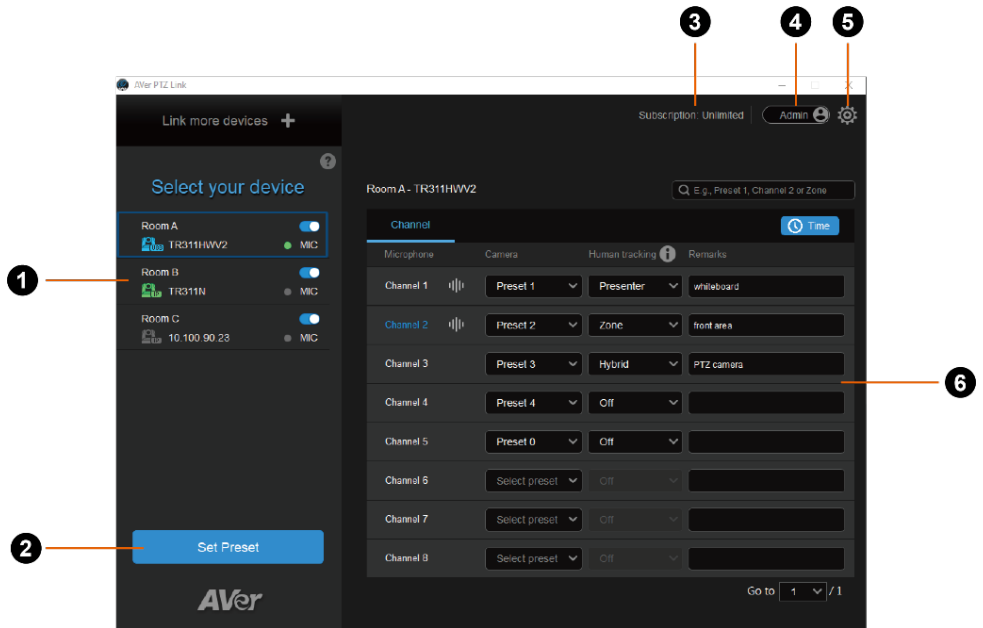 3 4 5
AVer PTZ Link
Link more devices +
Subscription: Unlimited Admin
?
Select your device
Room A - TR311HWV2
E.g., Preset 1, Channel 2 or Zone
Room A
TR311HWV2 MIC
Channel Time
Microphone Camera Human tracking i Remarks
1
Room B
TR311N MIC
Channel 1 Preset 1 Presenter whiteboard
Room C
10.100.90.23 MIC
Channel 2 Preset 2 Zone front area
Channel 3 Preset 3 Hybrid PTZ camera
6
Channel 4 Preset 4 Off
Channel 5 Preset 0 Off
Channel 6 Select preset Off
Channel 7 Select preset Off
2
Set Preset
Channel 8 Select preset Off
Go to 1 / 1
AVer